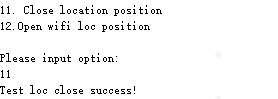 11. Close location position
12.Open wifi loc position
Please input option:
11
Test loc close success!